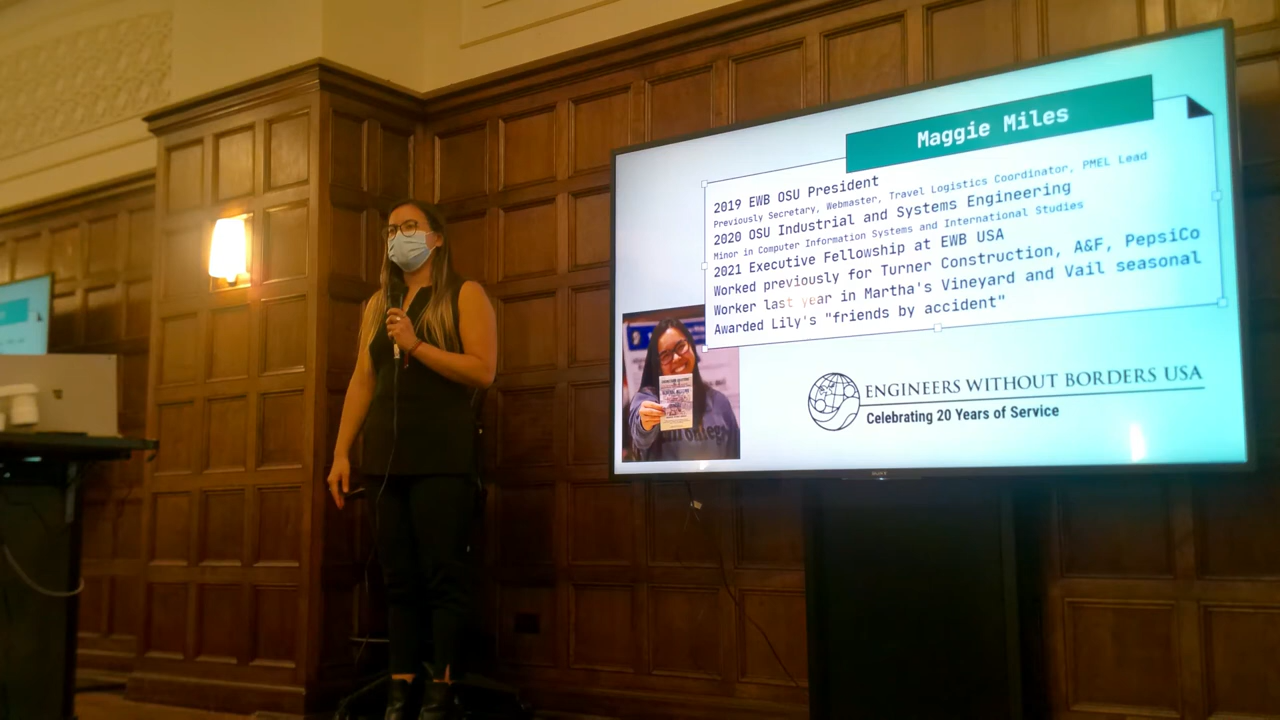 Maggie Miles
2019 EWB OSU President
Previously Secretary, Webmaster, Travel Logistics Coordinator, PMEL Lead
2020 OSU Industrial and Systems Engineering
Minor in Computer Information Systems and International Studies
2021 Executive Fellowship at EWB USA
Worked previously for Turner Construction, A&F, PepsiCo
Worker last year in Martha's Vineyard and Vail seasonal
Awarded Lily's "friends by accident"
ENGINEERS WITHOUT BORDERS USA
Celebrating 20 Years of Service